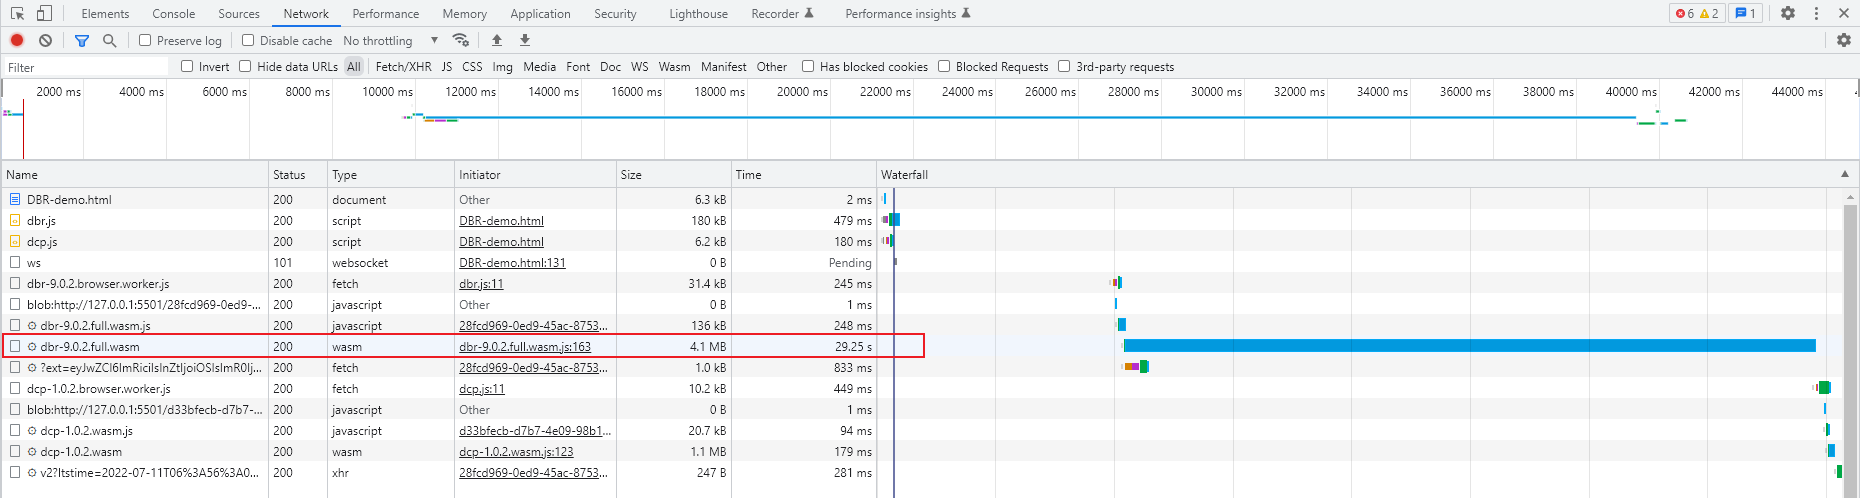 Elements Console Sources Network Performance Memory Application Security Lighthouse Recorder Performance insights 6 2 1
Preserve log Disable cache No throttling
Filter Invert Hide data URLs All Fetch/XHR JS CSS Img Media Font Doc WS Wasm Manifest Other Has blocked cookies Blocked Requests 3rd-party requests
2000 ms 4000 ms 6000 ms 8000 ms 10000 ms 12000 ms 14000 ms 16000 ms 18000 ms 20000 ms 22000 ms 24000 ms 26000 ms 28000 ms 30000 ms 32000 ms 34000 ms 36000 ms 38000 ms 40000 ms 42000 ms 44000 ms
Name Status Type Initiator Size Time Waterfall
DBR-demo.html 200 document Other 6.3 kB 2 ms
dbr.js 200 script DBR-demo.html 180 kB 479 ms
dcp.js 200 script DBR-demo.html 6.2 kB 180 ms
ws 101 websocket DBR-demo.html:131 0 B Pending
dbr-9.0.2.browser.worker.js 200 fetch dbr.js:11 31.4 kB 245 ms
blob:http://127.0.0.1:5501/28fcd969-0ed9-... 200 javascript Other 0 B 1 ms
dbr-9.0.2.full.wasm.js 200 javascript 28fcd969-0ed9-45ac-8753... 136 kB 248 ms
dbr-9.0.2.full.wasm 200 wasm dbr-9.0.2.full.wasm.js:163 4.1 MB 29.25 s
200 fetch 28fcd969-0ed9-45ac-8753... 1.0 kB 833 ms
dcp-1.0.2.browser.worker.js 200 fetch dcp.js:11 10.2 kB 449 ms
blob:http://127.0.0.1:5501/d33bfecb-d7b7-... 200 javascript Other 0 B 1 ms
dcp-1.0.2.wasm.js 200 javascript d33bfecb-d7b7-4e09-98b1... 20.7 kB 94 ms
dcp-1.0.2.wasm 200 wasm dcp-1.0.2.wasm.js:123 1.1 MB 179 ms
v2?ltstime=2022-07-11T06%3A56%3A0... 200 xhr 28fcd969-0ed9-45ac-8753... 247 B 281 ms